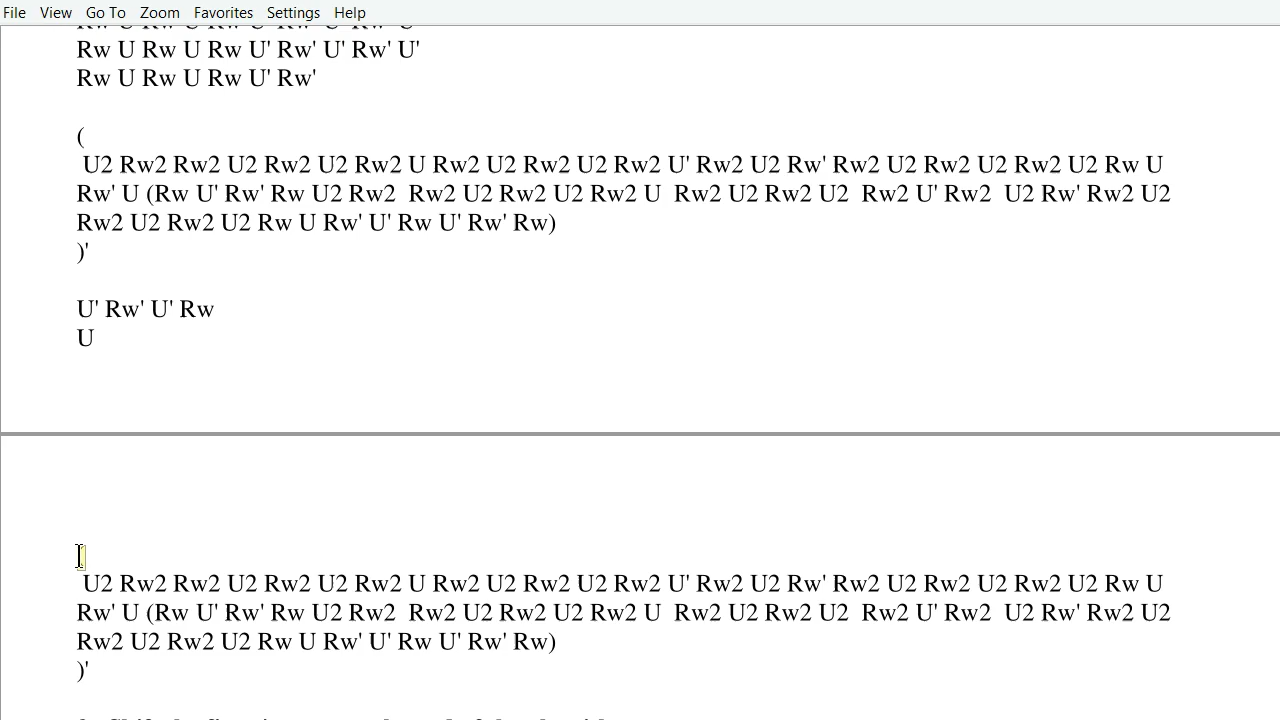 File View Go To Zoom Favorites Settings Help
Rw U Rw U Rw U' Rw' U' Rw' U'
Rw U Rw U Rw U' Rw'
(
U2 Rw2 Rw2 U2 Rw2 U2 Rw2 U Rw2 U2 Rw2 U2 Rw2 U' Rw2 U2 Rw' Rw2 U2 Rw2 U2 Rw2 U2 Rw U
Rw' U (Rw U' Rw' Rw U2 Rw2  Rw2 U2 Rw2 U2 Rw2 U  Rw2 U2 Rw2 U2  Rw2 U' Rw2  U2 Rw' Rw2 U2
Rw2 U2 Rw2 U2 Rw U Rw' U' Rw U' Rw' Rw)
)'
U' Rw' U' Rw
U
(
U2 Rw2 Rw2 U2 Rw2 U2 Rw2 U Rw2 U2 Rw2 U2 Rw2 U' Rw2 U2 Rw' Rw2 U2 Rw2 U2 Rw2 U2 Rw U
Rw' U (Rw U' Rw' Rw U2 Rw2  Rw2 U2 Rw2 U2 Rw2 U  Rw2 U2 Rw2 U2  Rw2 U' Rw2  U2 Rw' Rw2 U2
Rw2 U2 Rw2 U2 Rw U Rw' U' Rw U' Rw' Rw)
)'